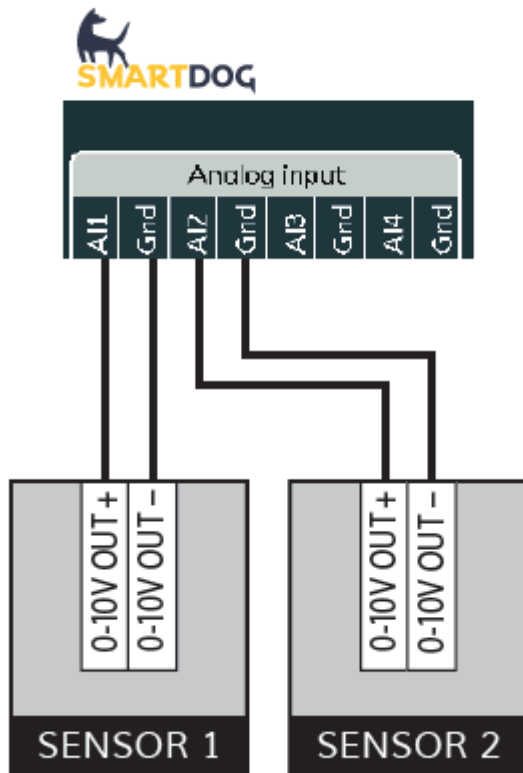 SMARTDOG
Analog input
AI1 Gnd AI2 Gnd AI3 Gnd AI4 Gnd
0-10V OUT+ 0-10V OUT– 0-10V OUT+ 0-10V OUT–
SENSOR 1 SENSOR 2